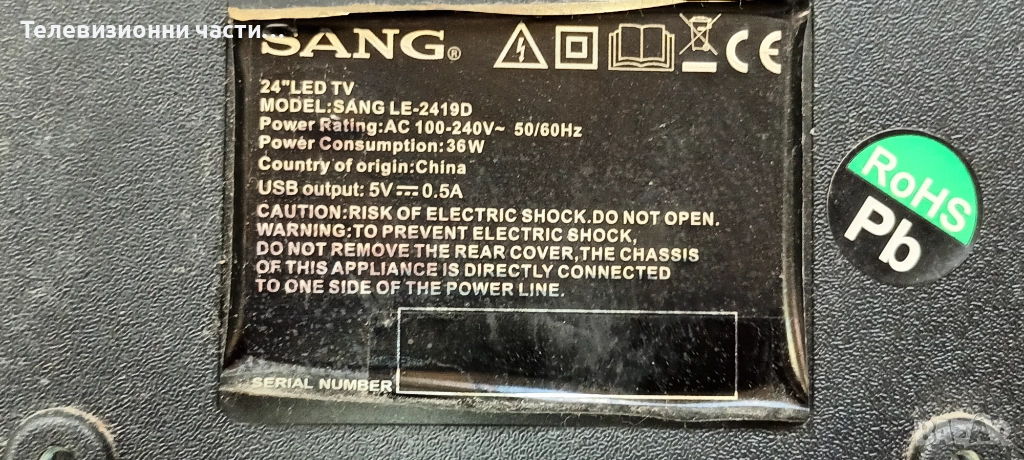 Телевизионни части...
SANG®
CE
24"LED TV
MODEL:SANG LE-2419D
Power Rating:AC 100-240V~ 50/60Hz
Power Consumption:36W
Country of origin:China
USB output: 5V⎓0.5A
CAUTION:RISK OF ELECTRIC SHOCK.DO NOT OPEN.
WARNING:TO PREVENT ELECTRIC SHOCK,
DO NOT REMOVE THE REAR COVER,THE CHASSIS
OF THIS APPLIANCE IS DIRECTLY CONNECTED
TO ONE SIDE OF THE POWER LINE.
SERIAL NUMBER
RoHS
Pb